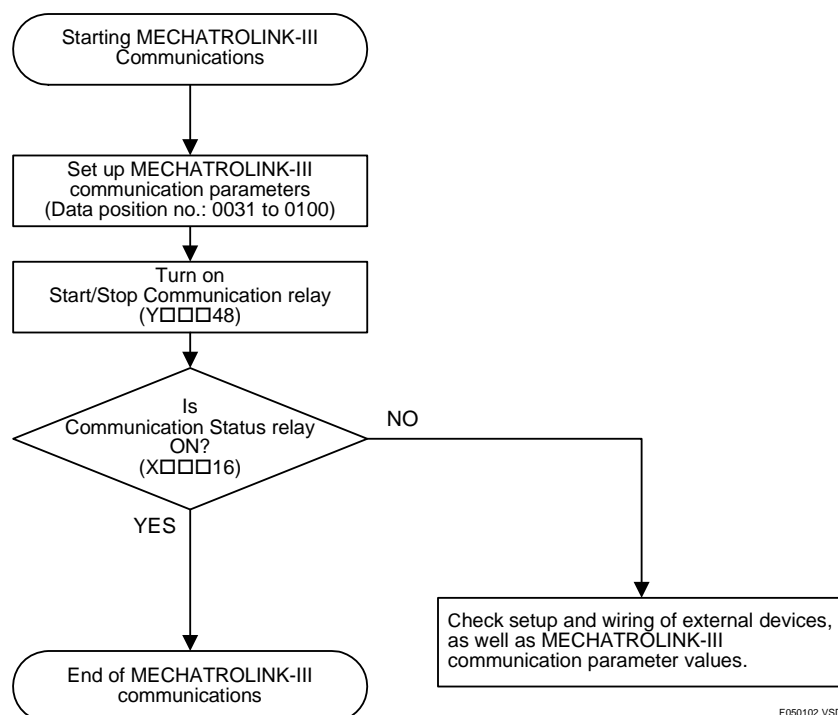 Starting MECHATROLINK-III
Communications
Set up MECHATROLINK-III
communication parameters
(Data position no.: 0031 to 0100)
Turn on
Start/Stop Communication relay
(Y□□□48)
Is
Communication Status relay
ON?
(X□□□16)
NO
YES
Check setup and wiring of external devices,
as well as MECHATROLINK-III
communication parameter values.
End of MECHATROLINK-III
communications
F050102.VSD